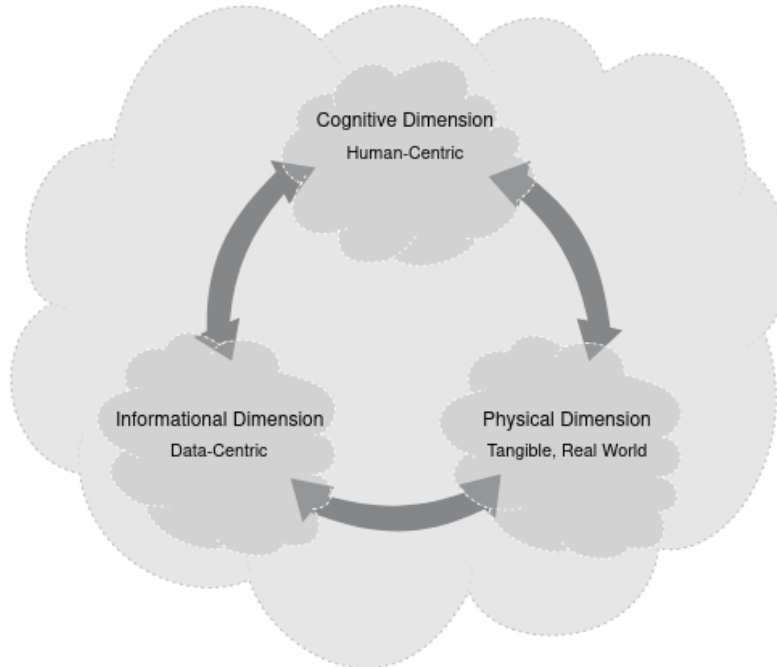 Cognitive Dimension
Human-Centric
Informational Dimension
Data-Centric
Physical Dimension
Tangible, Real World